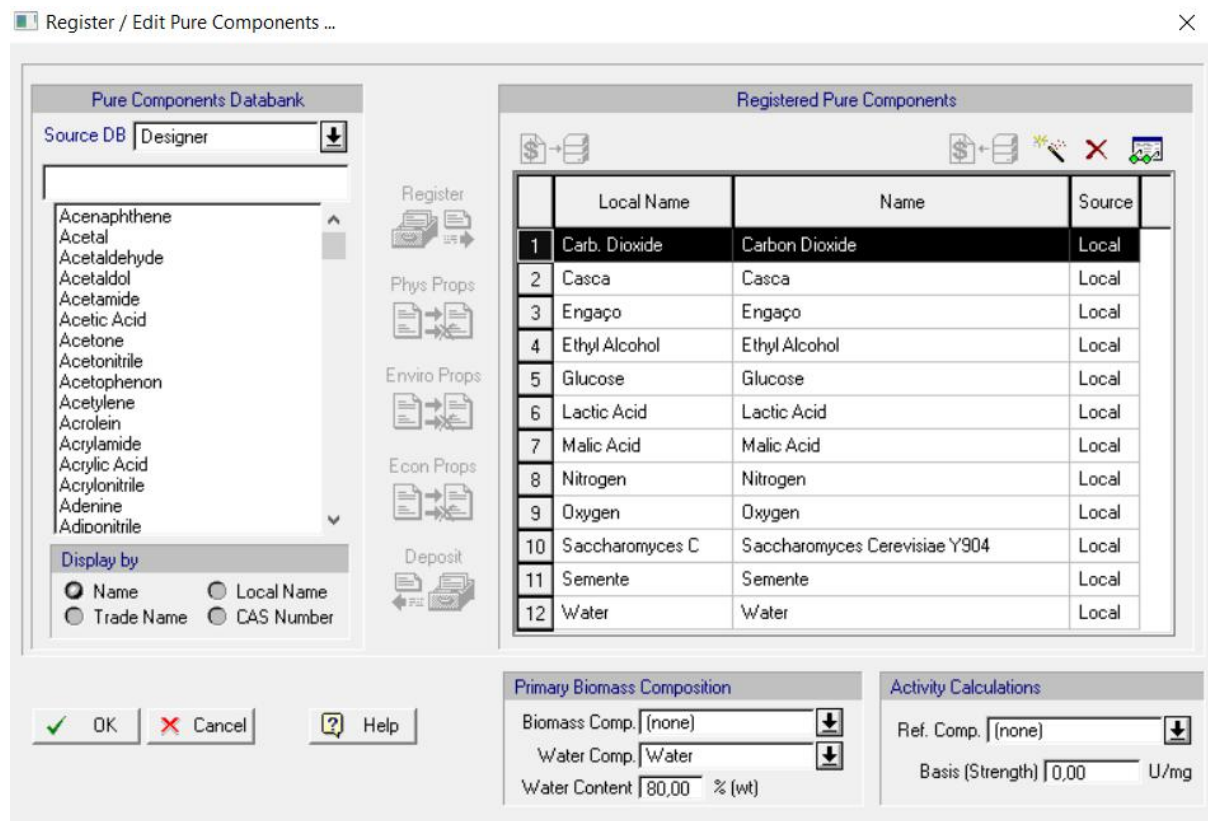 Register / Edit Pure Components ...
Pure Components Databank
Source DB Designer
Acenaphthene
Acetal
Acetaldehyde
Acetaldol
Acetamide
Acetic Acid
Acetone
Acetonitrile
Acetophenon
Acetylene
Acrolein
Acrylamide
Acrylic Acid
Acrylonitrile
Adenine
Adiponitrile
Display by
Name Local Name
Trade Name CAS Number
Register
Phys Props
Enviro Props
Econ Props
Deposit
Registered Pure Components
Local Name Name Source
1 Carb. Dioxide Carbon Dioxide Local
2 Casca Casca Local
3 Engaço Engaço Local
4 Ethyl Alcohol Ethyl Alcohol Local
5 Glucose Glucose Local
6 Lactic Acid Lactic Acid Local
7 Malic Acid Malic Acid Local
8 Nitrogen Nitrogen Local
9 Oxygen Oxygen Local
10 Saccharomyces C Saccharomyces Cerevisiae Y904 Local
11 Semente Semente Local
12 Water Water Local
OK Cancel Help
Primary Biomass Composition
Biomass Comp. (none)
Water Comp. Water
Water Content 80,00 % (wt)
Activity Calculations
Ref. Comp. (none)
Basis (Strength) 0,00 U/mg